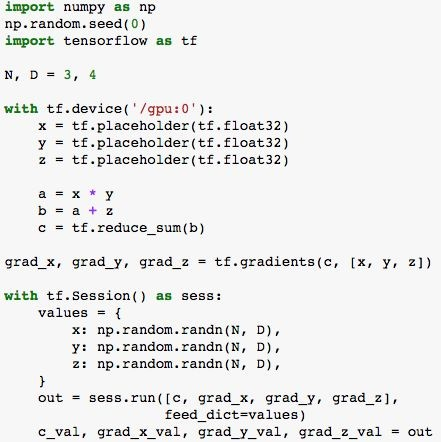 import numpy as np
np.random.seed(0)
import tensorflow as tf

N, D = 3, 4

with tf.device('/gpu:0'):
    x = tf.placeholder(tf.float32)
    y = tf.placeholder(tf.float32)
    z = tf.placeholder(tf.float32)

    a = x * y
    b = a + z
    c = tf.reduce_sum(b)

grad_x, grad_y, grad_z = tf.gradients(c, [x, y, z])

with tf.Session() as sess:
    values = {
        x: np.random.randn(N, D),
        y: np.random.randn(N, D),
        z: np.random.randn(N, D),
    }
    out = sess.run([c, grad_x, grad_y, grad_z],
                   feed_dict=values)
    c_val, grad_x_val, grad_y_val, grad_z_val = out